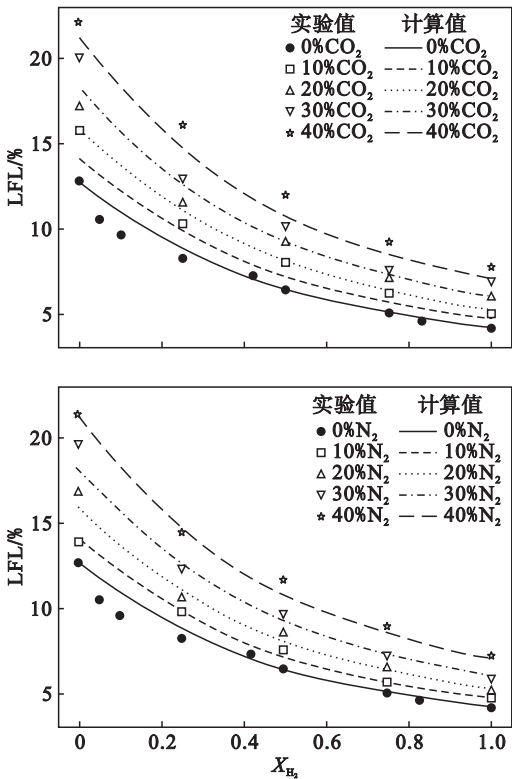 实验值 计算值
0%CO₂ 0%CO₂
10%CO₂ 10%CO₂
20%CO₂ 20%CO₂
30%CO₂ 30%CO₂
40%CO₂ 40%CO₂
20
15
10
5
LFL/%
实验值 计算值
0%N₂ 0%N₂
10%N₂ 10%N₂
20%N₂ 20%N₂
30%N₂ 30%N₂
40%N₂ 40%N₂
20
15
10
5
LFL/%
0 0.2 0.4 0.6 0.8 1.0
X_H₂